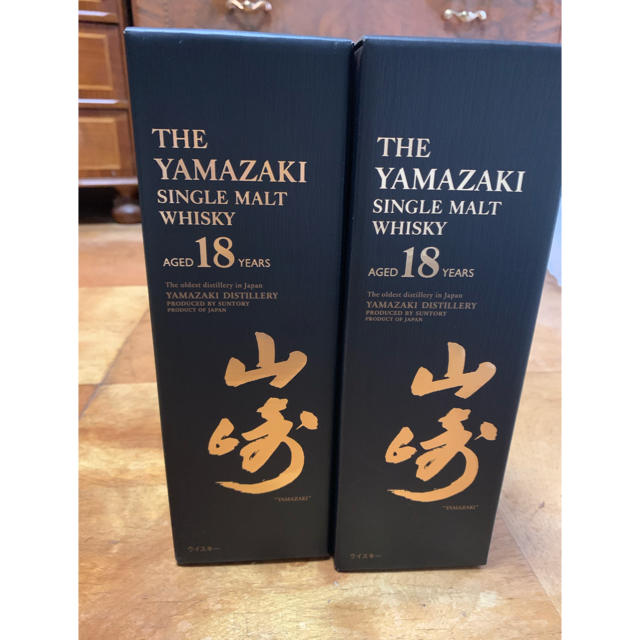 THE
YAMAZAKI
SINGLE MALT
WHISKY
AGED 18 YEARS
The oldest distillery in Japan
YAMAZAKI DISTILLERY
PRODUCED BY SUNTORY
PRODUCT OF JAPAN
山崎
"YAMAZAKI"
ウイスキー
THE
YAMAZAKI
SINGLE MALT
WHISKY
AGED 18 YEARS
The oldest distillery in Japan
YAMAZAKI DISTILLERY
PRODUCED BY SUNTORY
PRODUCT OF JAPAN
山崎
"YAMAZAKI"
ウイスキー